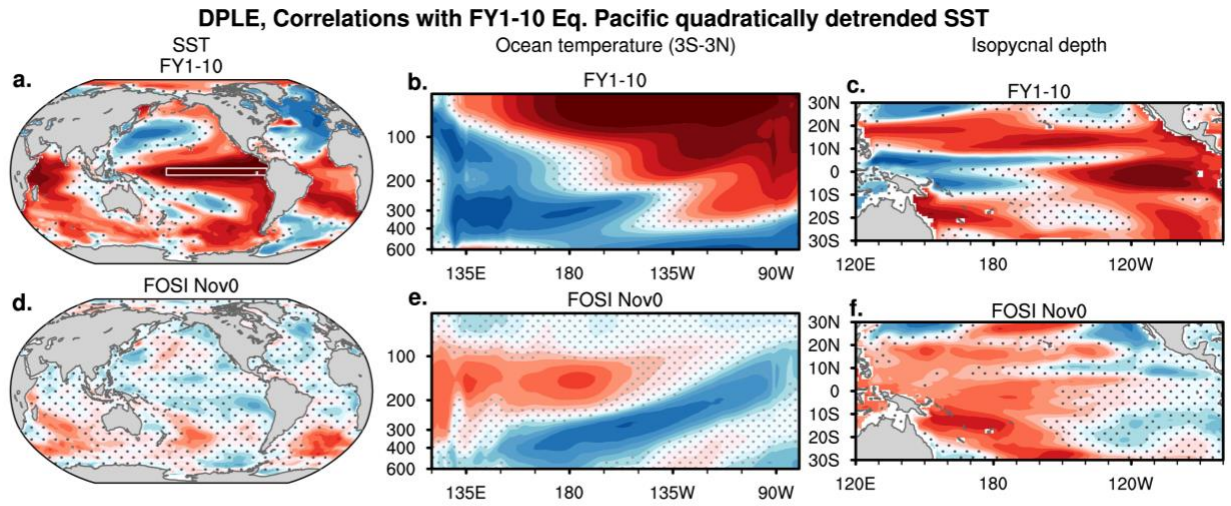 DPLE, Correlations with FY1-10 Eq. Pacific quadratically detrended SST
SST
Ocean temperature (3S-3N)
Isopycnal depth
a.
FY1-10
b.
FY1-10
c.
FY1-10
100
200
300
400
600
135E
180
135W
90W
30N
20N
10N
0
10S
20S
30S
120E
180
120W
d.
FOSI Nov0
e.
FOSI Nov0
f.
FOSI Nov0
100
200
300
400
600
135E
180
135W
90W
30N
20N
10N
0
10S
20S
30S
120E
180
120W